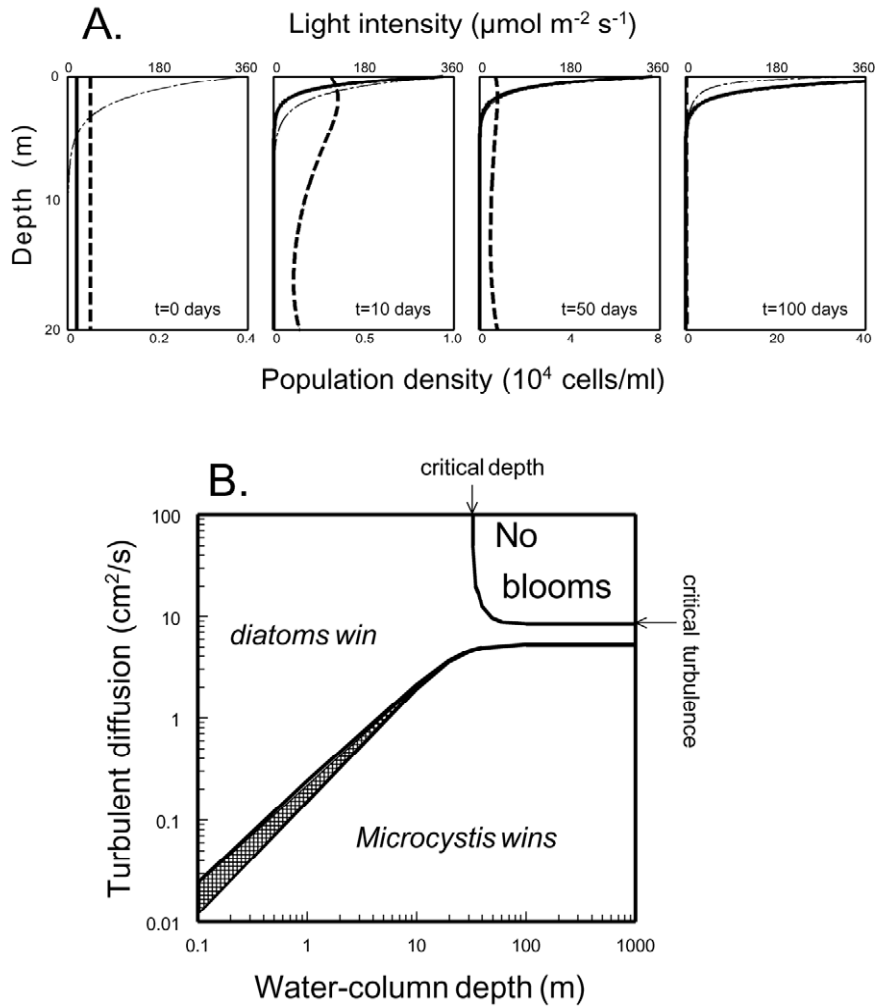 A.
Light intensity (μmol m⁻² s⁻¹)
0 180 360 0 180 360 0 180 360 0 180 360
0
10
20
Depth (m)
t=0 days t=10 days t=50 days t=100 days
0 0.2 0.4 0 0.5 1.0 0 4 8 0 20 40
Population density (10⁴ cells/ml)
B.
critical depth
100
10
1
0.1
0.01
Turbulent diffusion (cm²/s)
No
blooms
diatoms win
Microcystis wins
critical turbulence
0.1 1 10 100 1000
Water-column depth (m)